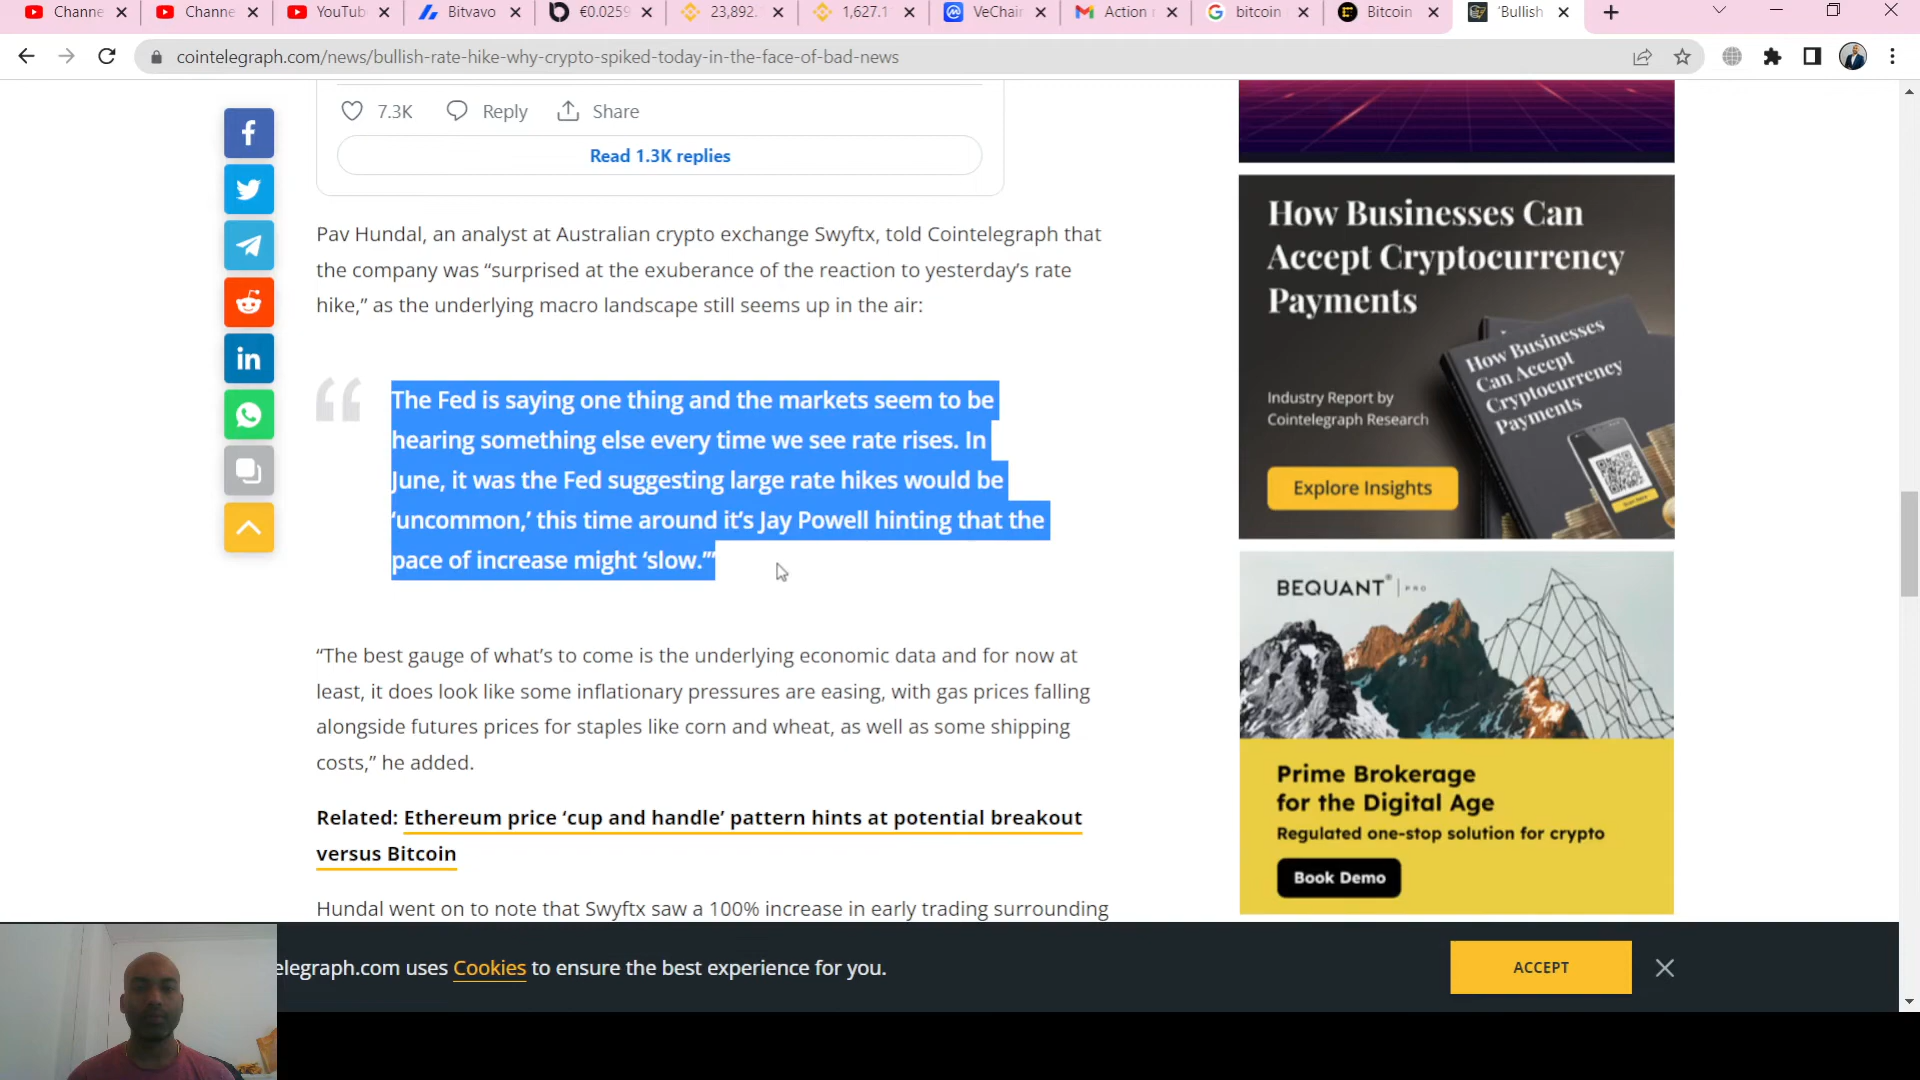 Channe
Channe
YouTub
Bitvavo
€0.0259
23,892.
1,627.1
VeChair
Action
bitcoin
Bitcoin
'Bullish
cointelegraph.com/news/bullish-rate-hike-why-crypto-spiked-today-in-the-face-of-bad-news
7.3K Reply Share
Read 1.3K replies
Pav Hundal, an analyst at Australian crypto exchange Swyftx, told Cointelegraph that
the company was “surprised at the exuberance of the reaction to yesterday’s rate
hike,” as the underlying macro landscape still seems up in the air:
“
The Fed is saying one thing and the markets seem to be
hearing something else every time we see rate rises. In
June, it was the Fed suggesting large rate hikes would be
‘uncommon,’ this time around it’s Jay Powell hinting that the
pace of increase might ‘slow.’”
“The best gauge of what’s to come is the underlying economic data and for now at
least, it does look like some inflationary pressures are easing, with gas prices falling
alongside futures prices for staples like corn and wheat, as well as some shipping
costs,” he added.
Related: Ethereum price ‘cup and handle’ pattern hints at potential breakout
versus Bitcoin
Hundal went on to note that Swyftx saw a 100% increase in early trading surrounding
How Businesses Can
Accept Cryptocurrency
Payments
How Businesses
Can Accept
Cryptocurrency
Payments
Industry Report by
Cointelegraph Research
Explore Insights
BEQUANT® | PRO
Prime Brokerage
for the Digital Age
Regulated one-stop solution for crypto
Book Demo
elegraph.com uses Cookies to ensure the best experience for you.
ACCEPT